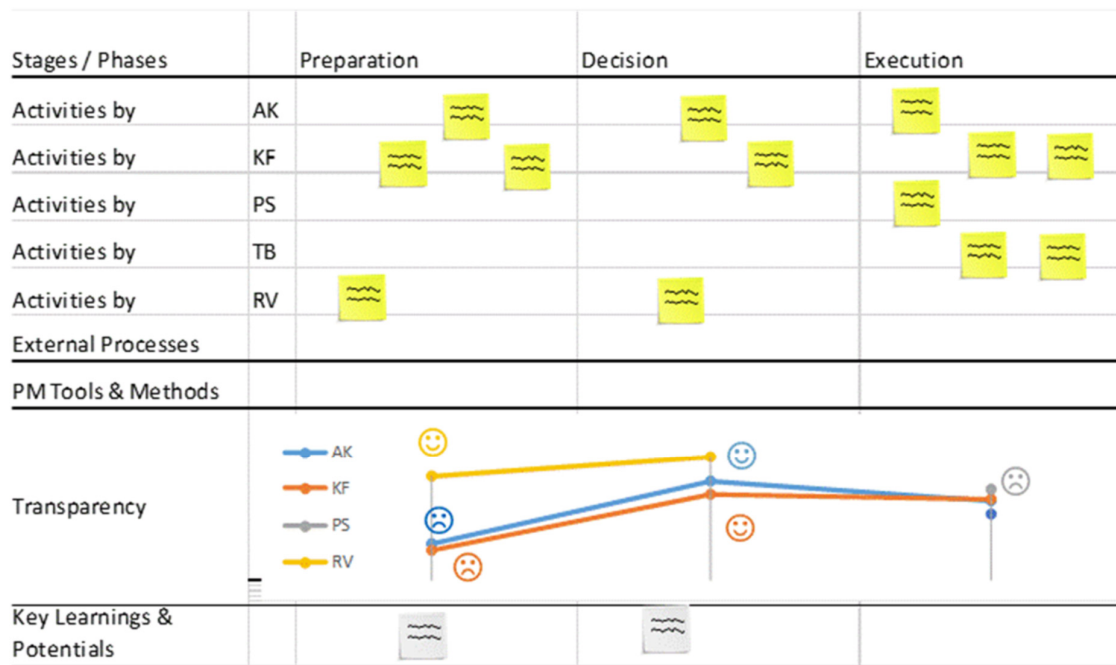 Stages / Phases Preparation Decision Execution
Activities by AK
Activities by KF
Activities by PS
Activities by TB
Activities by RV
External Processes
PM Tools & Methods
AK
KF
Transparency
PS
RV
Key Learnings &
Potentials